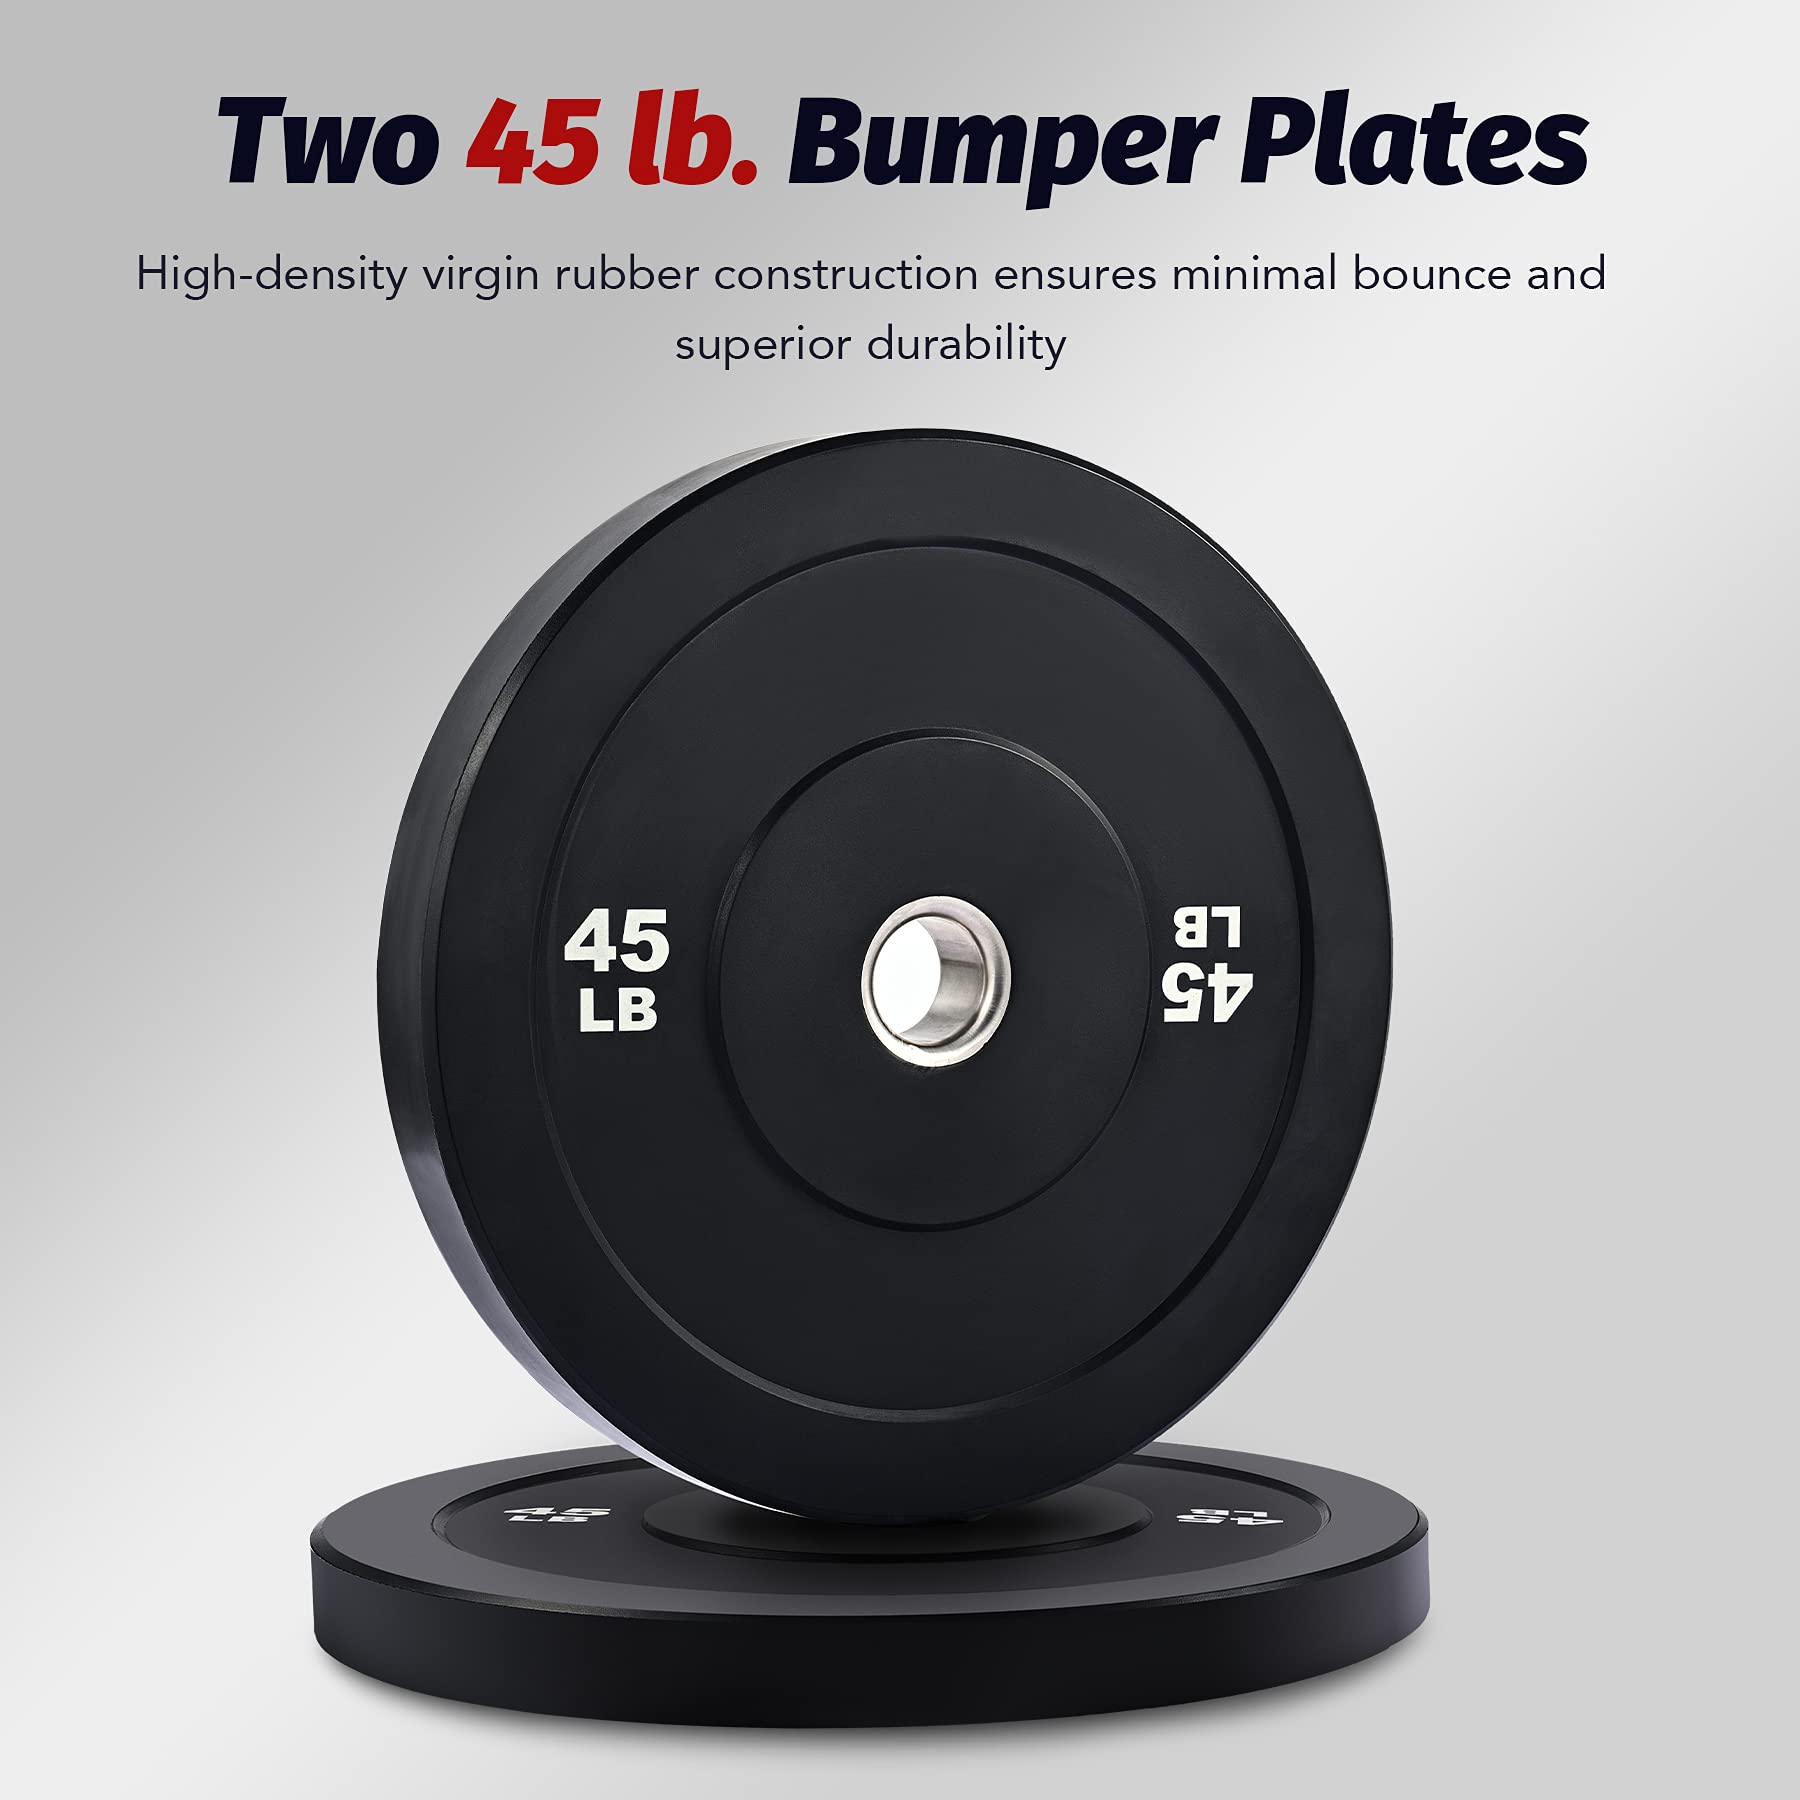 Two 45 lb. Bumper Plates
High-density virgin rubber construction ensures minimal bounce and
superior durability
45
LB
45
LB
45
LB
45
LB